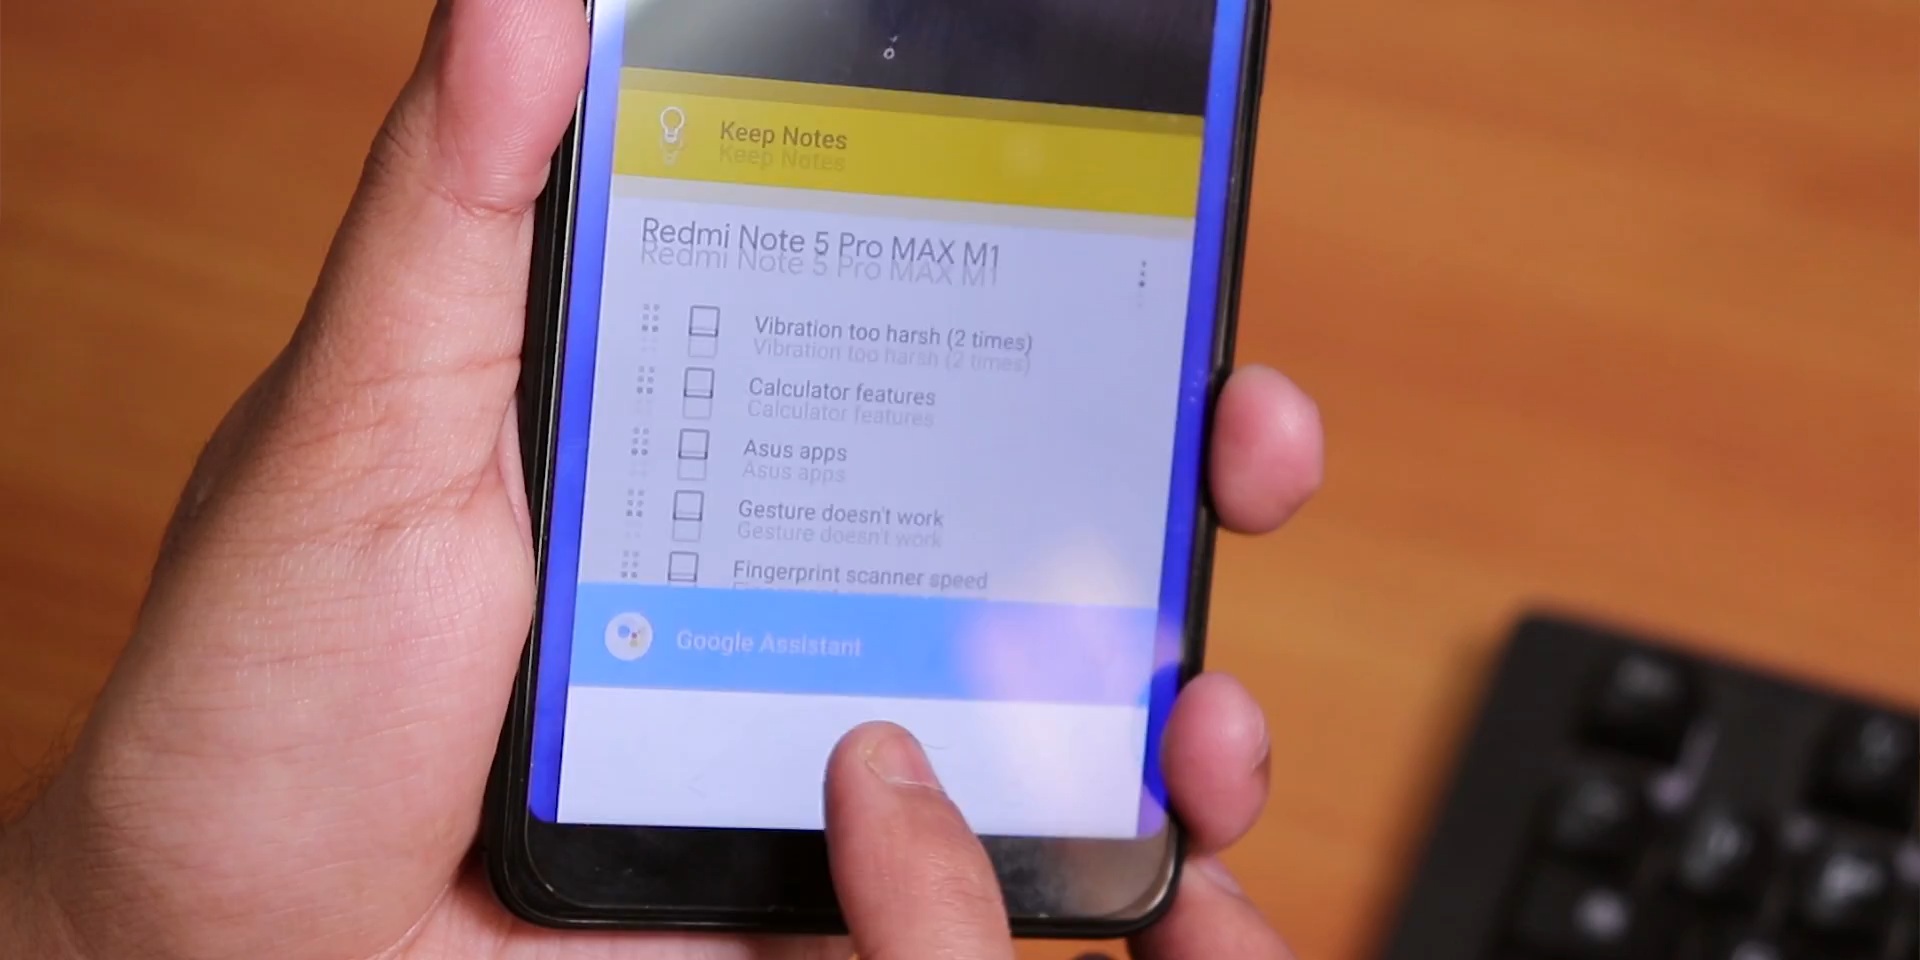 Keep Notes
Redmi Note 5 Pro MAX M1
Vibration too harsh (2 times)
Calculator features
Asus apps
Gesture doesn't work
Fingerprint scanner speed
Google Assistant